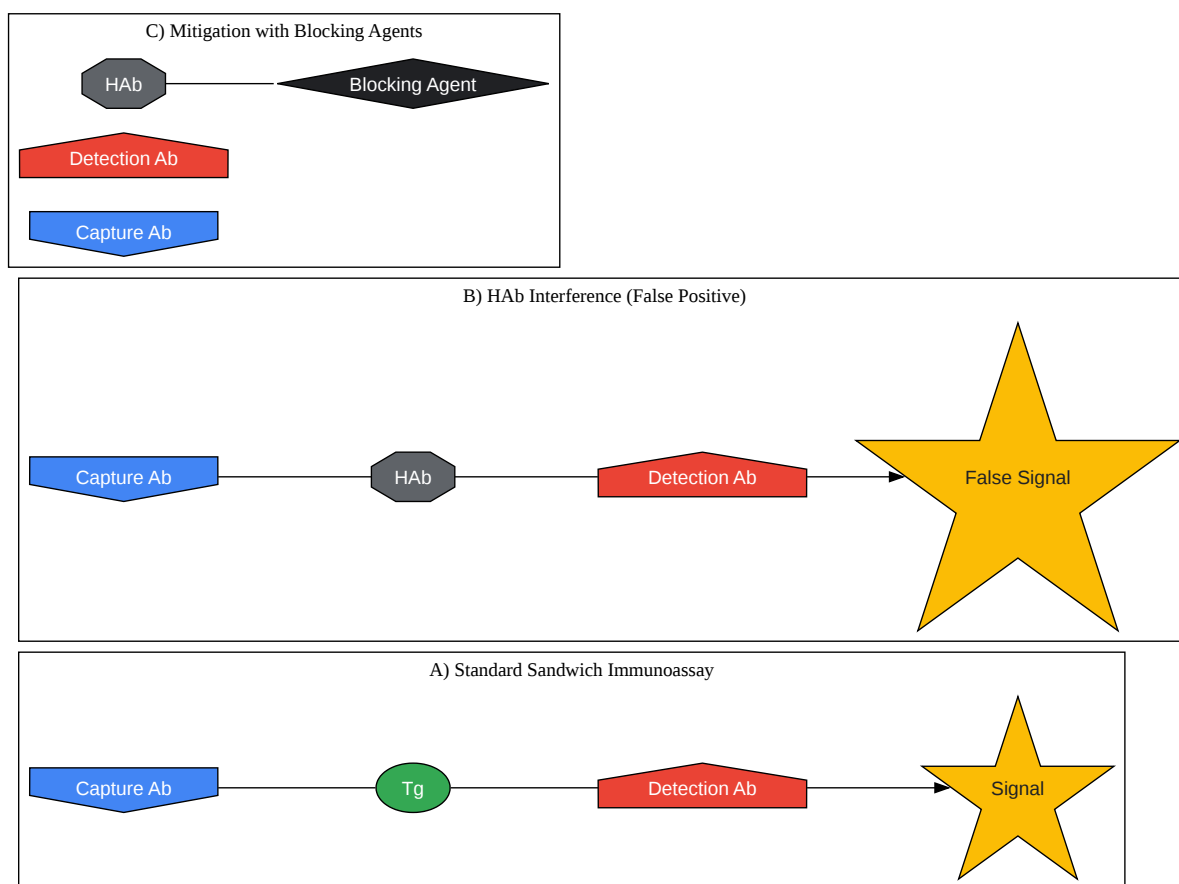 C) Mitigation with Blocking Agents
HAb
Blocking Agent
Detection Ab
Capture Ab
B) HAb Interference (False Positive)
Capture Ab
HAb
Detection Ab
False Signal
A) Standard Sandwich Immunoassay
Capture Ab
Tg
Detection Ab
Signal